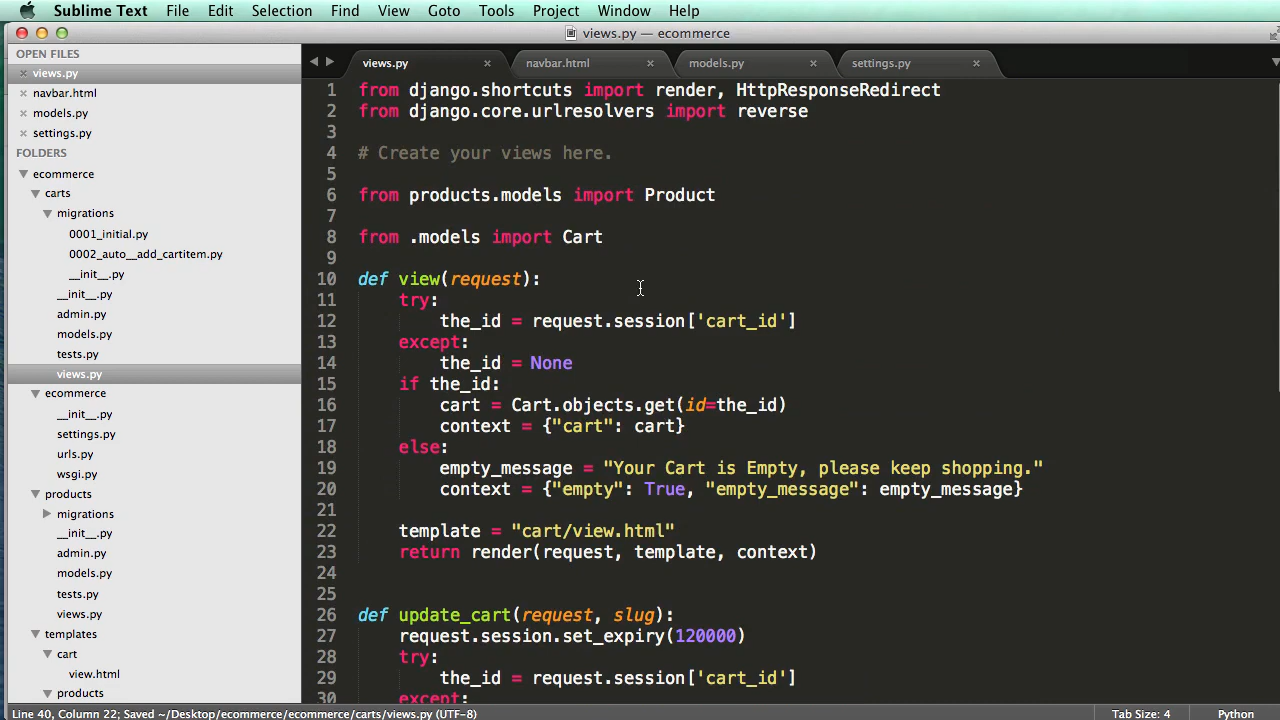 Sublime Text File Edit Selection Find View Goto Tools Project Window Help
views.py — ecommerce
OPEN FILES
views.py
navbar.html
models.py
settings.py
FOLDERS
ecommerce
carts
migrations
0001_initial.py
0002_auto__add_cartitem.py
__init__.py
__init__.py
admin.py
models.py
tests.py
views.py
ecommerce
__init__.py
settings.py
urls.py
wsgi.py
products
migrations
__init__.py
admin.py
models.py
tests.py
views.py
templates
cart
view.html
products
views.py navbar.html models.py settings.py
1 from django.shortcuts import render, HttpResponseRedirect
2 from django.core.urlresolvers import reverse
3
4 # Create your views here.
5
6 from products.models import Product
7
8 from .models import Cart
9
10 def view(request):
11 try:
12 the_id = request.session['cart_id']
13 except:
14 the_id = None
15 if the_id:
16 cart = Cart.objects.get(id=the_id)
17 context = {"cart": cart}
18 else:
19 empty_message = "Your Cart is Empty, please keep shopping."
20 context = {"empty": True, "empty_message": empty_message}
21
22 template = "cart/view.html"
23 return render(request, template, context)
24
25
26 def update_cart(request, slug):
27 request.session.set_expiry(120000)
28 try:
29 the_id = request.session['cart_id']
30 except:
Line 40, Column 22; Saved ~/Desktop/ecommerce/ecommerce/carts/views.py (UTF-8) Tab Size: 4 Python